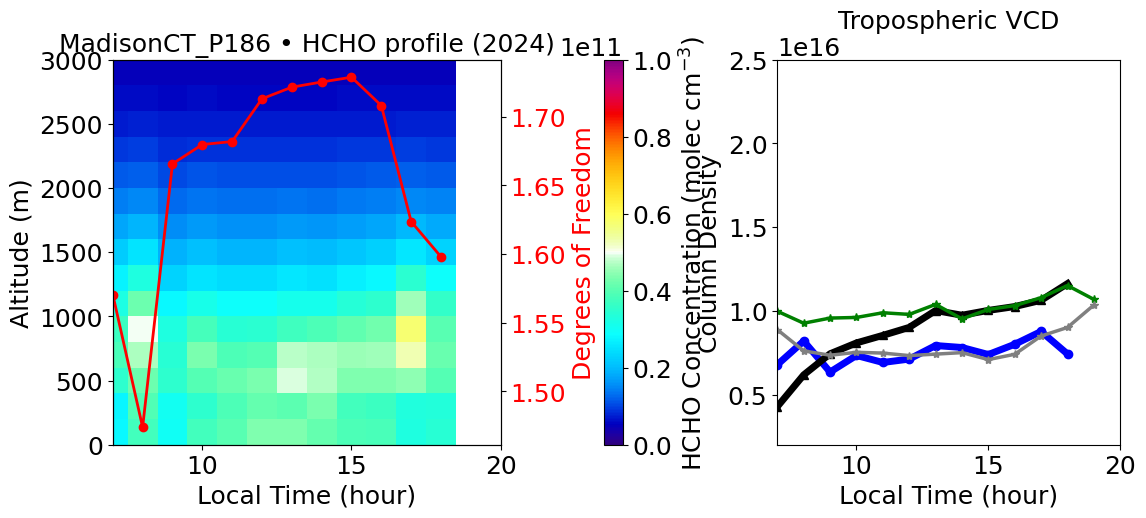 MadisonCT_P186 • HCHO profile (2024)
1e11
Tropospheric VCD
1e16
3000
2500
2000
1500
1000
500
0
Altitude (m)
10
15
20
Local Time (hour)
1.70
1.65
1.60
1.55
1.50
Degrees of Freedom
1.0
0.8
0.6
0.4
0.2
0.0
HCHO Concentration (molec cm⁻³)
Column Density
2.5
2.0
1.5
1.0
0.5
10
15
20
Local Time (hour)